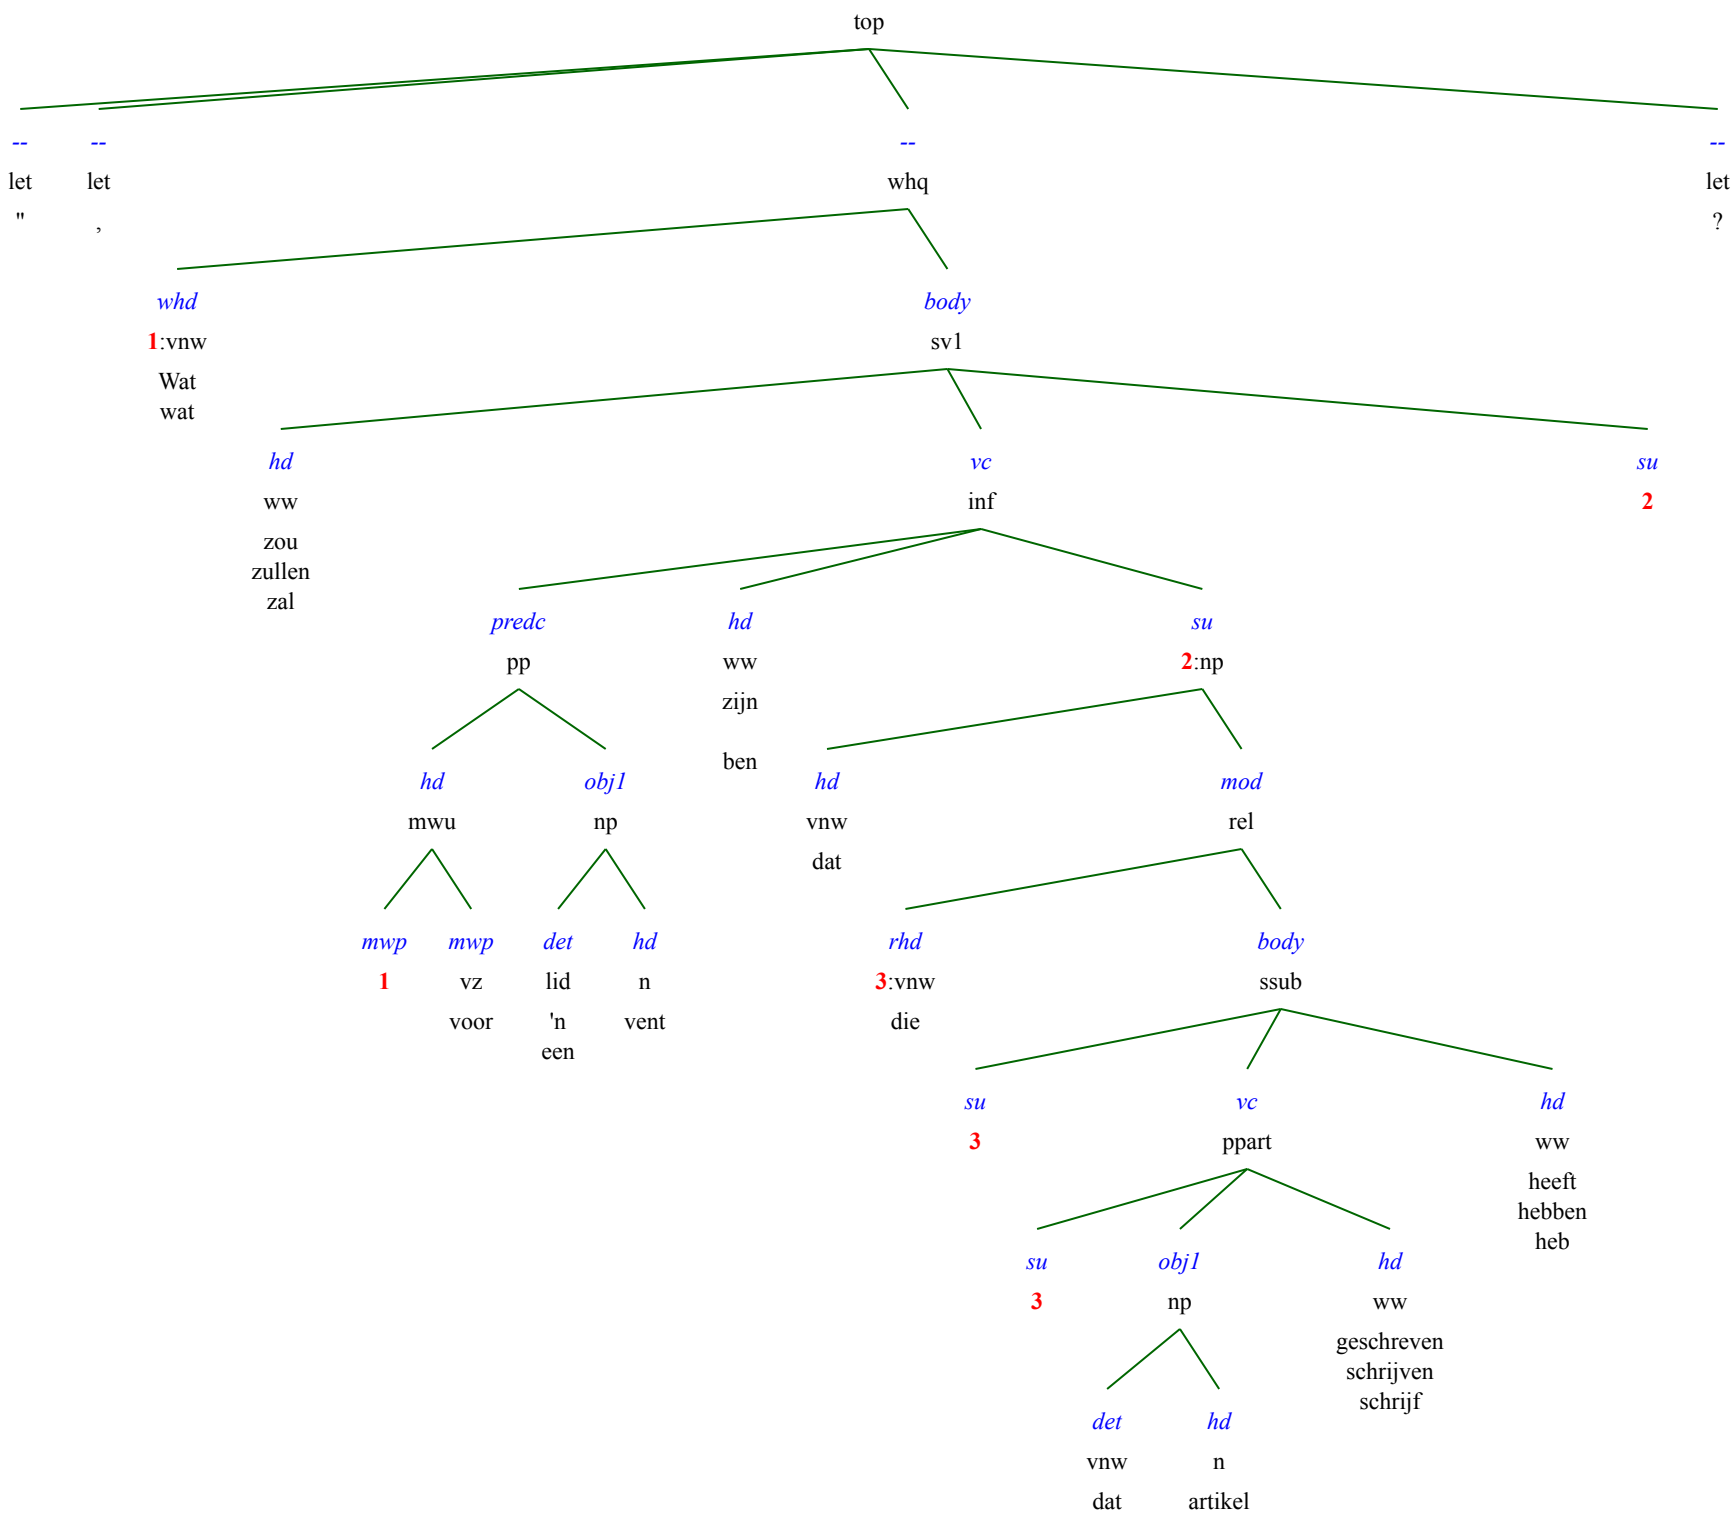 top
-- -- -- --
let let whq let
" , ?
whd body
1:vnw sv1
Wat
wat
hd vc su
ww inf 2
zou
zullen
zal
predc hd su
pp ww 2:np
zijn
ben
hd obj1 hd mod
mwu np vnw rel
dat
mwp mwp det hd rhd body
1 vz lid n 3:vnw ssub
voor 'n vent die
een
su vc hd
3 ppart ww
heeft
hebben
heb
su obj1 hd
3 np ww
geschreven
schrijven
schrijf
det hd
vnw n
dat artikel